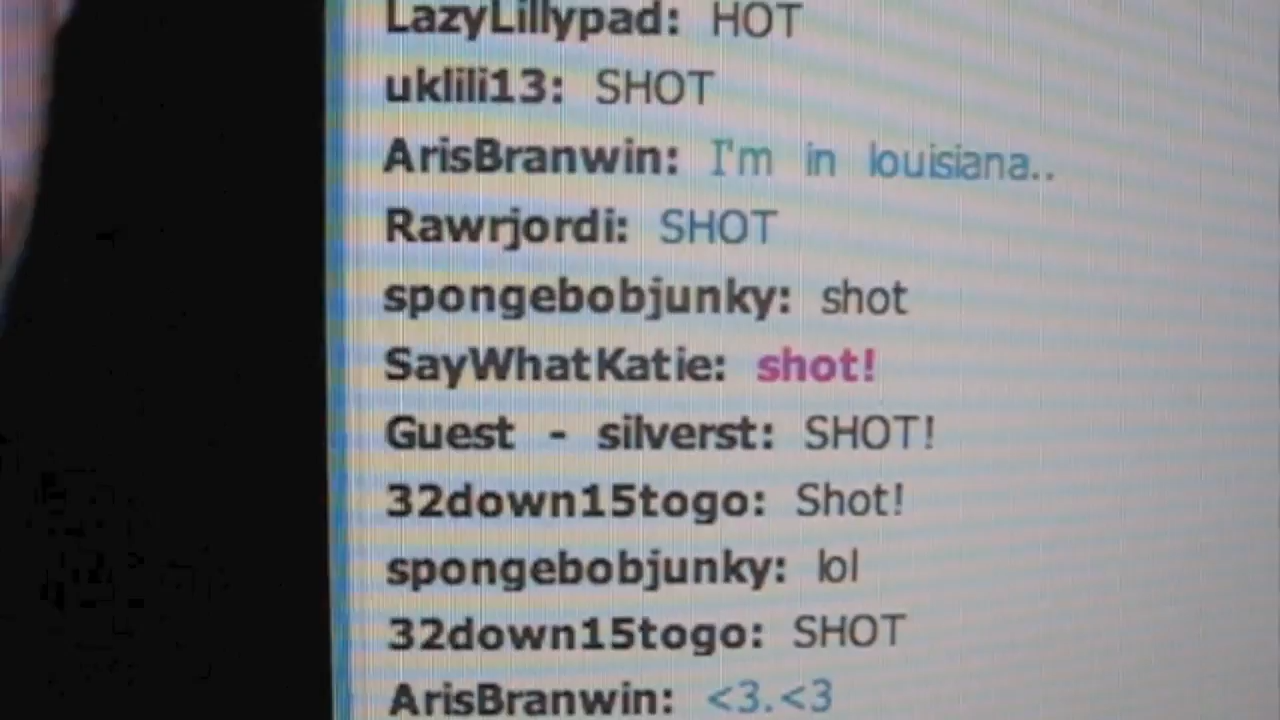 LazyLillypad: HOT
uklili13: SHOT
ArisBranwin: I'm in louisiana..
Rawrjordi: SHOT
spongebobjunky: shot
SayWhatKatie: shot!
Guest - silverst: SHOT!
32down15togo: Shot!
spongebobjunky: lol
32down15togo: SHOT
ArisBranwin: <3.<3